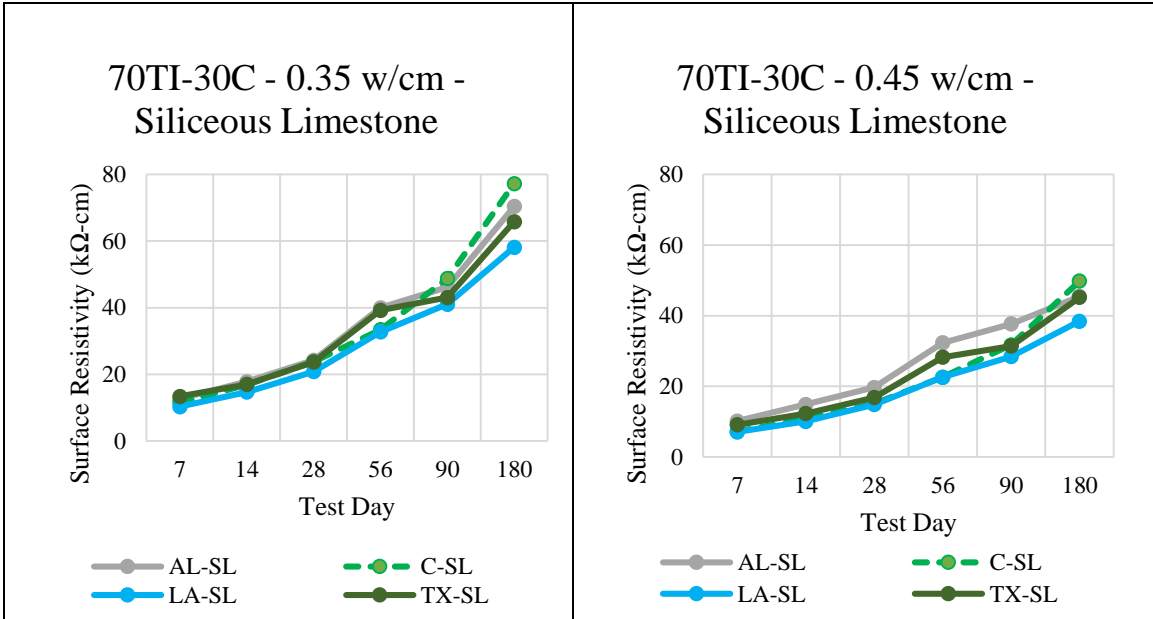 70TI-30C - 0.35 w/cm -
Siliceous Limestone
Surface Resistivity (kΩ-cm)
80
60
40
20
0
7 14 28 56 90 180
Test Day
AL-SL C-SL
LA-SL TX-SL
70TI-30C - 0.45 w/cm -
Siliceous Limestone
Surface Resistivity (kΩ-cm)
80
60
40
20
0
7 14 28 56 90 180
Test Day
AL-SL C-SL
LA-SL TX-SL